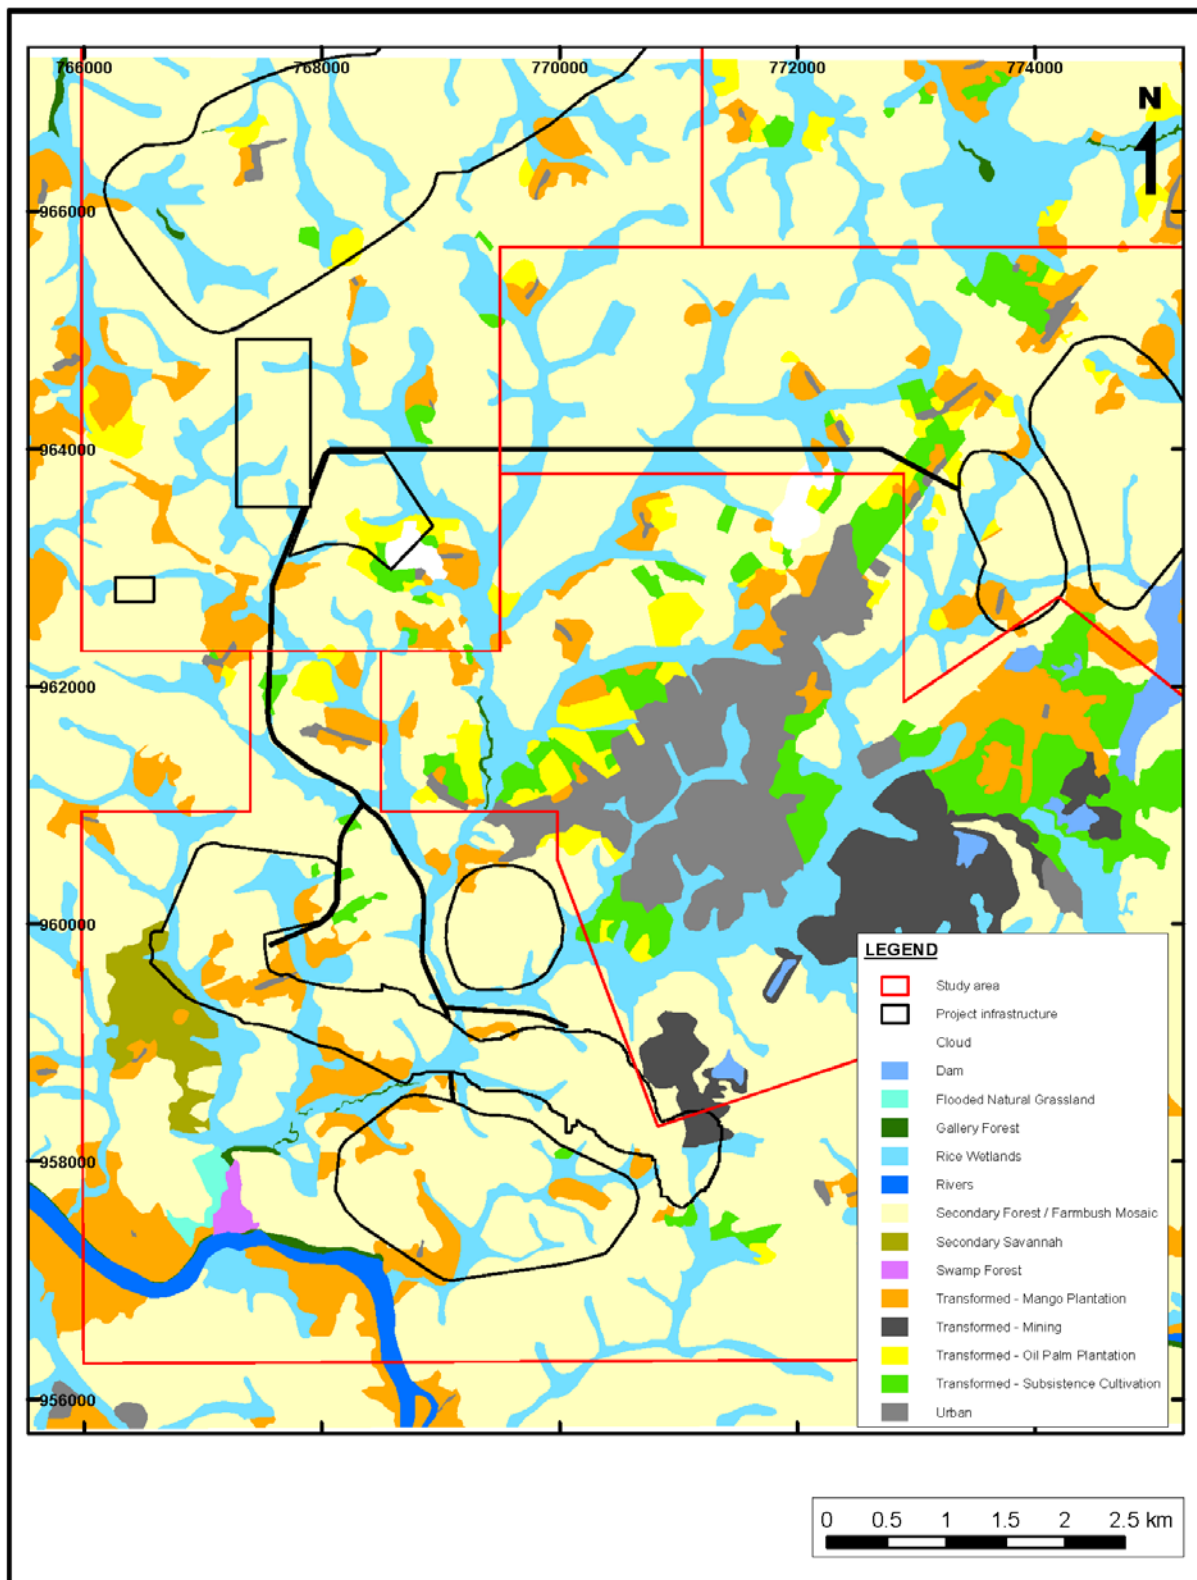 766000 768000 770000 772000 774000
N
966000
964000
962000
960000
958000
956000
LEGEND
Study area
Project infrastructure
Cloud
Dam
Flooded Natural Grassland
Gallery Forest
Rice Wetlands
Rivers
Secondary Forest / Farmbush Mosaic
Secondary Savannah
Swamp Forest
Transformed - Mango Plantation
Transformed - Mining
Transformed - Oil Palm Plantation
Transformed - Subsistence Cultivation
Urban
0 0.5 1 1.5 2 2.5 km